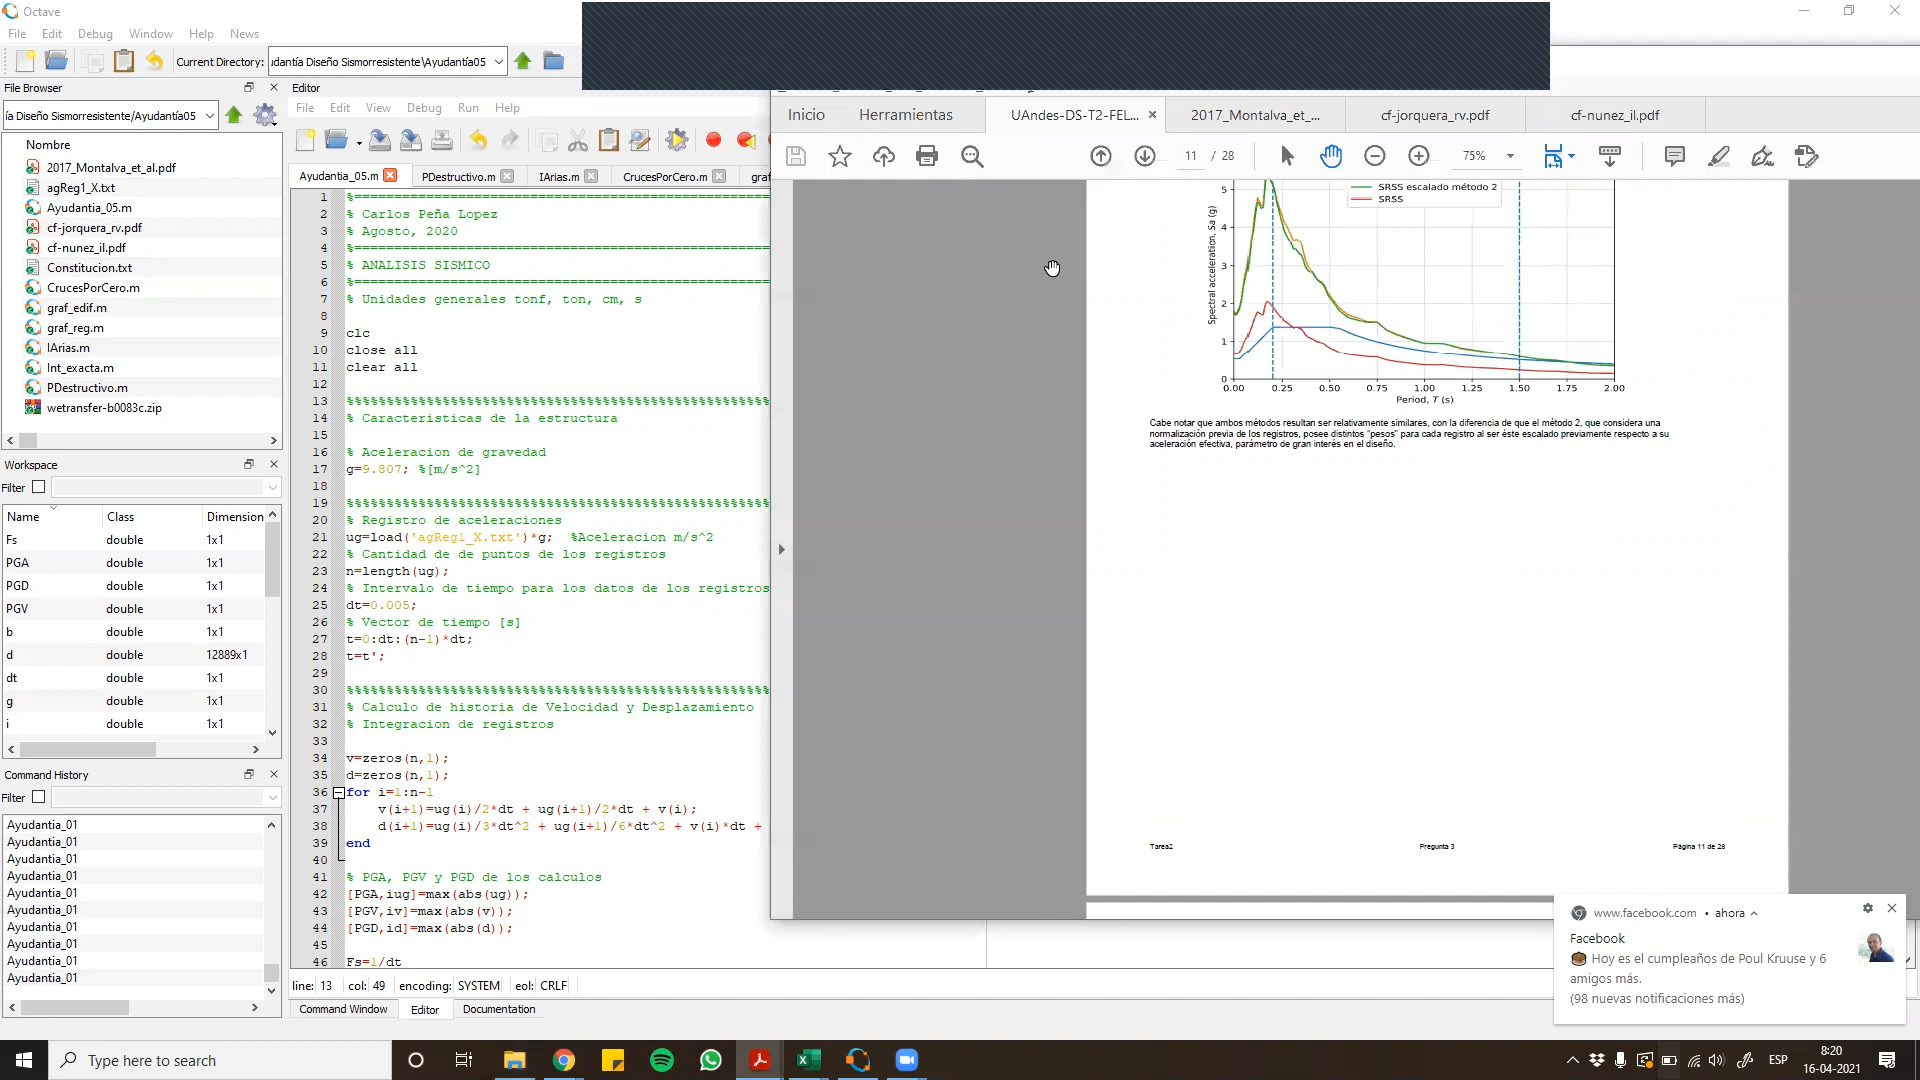 Octave
File Edit Debug Window Help News
Current Directory: idantía Diseño Sismorresistente\Ayudantía05
File Browser
ía Diseño Sismorresistente/Ayudantía05
Nombre
2017_Montalva_et_al.pdf
agReg1_X.txt
Ayudantia_05.m
cf-jorquera_rv.pdf
cf-nunez_il.pdf
Constitucion.txt
CrucesPorCero.m
graf_edif.m
graf_reg.m
IArias.m
Int_exacta.m
PDestructivo.m
wetransfer-b0083c.zip
Workspace
Filter
Name Class Dimension
Fs double 1x1
PGA double 1x1
PGD double 1x1
PGV double 1x1
b double 1x1
d double 12889x1
dt double 1x1
g double 1x1
i double 1x1
Command History
Filter
Ayudantia_01
Ayudantia_01
Ayudantia_01
Ayudantia_01
Ayudantia_01
Ayudantia_01
Ayudantia_01
Ayudantia_01
Ayudantia_01
Ayudantia_01
Editor
File Edit View Debug Run Help
Ayudantia_05.m PDestructivo.m IArias.m CrucesPorCero.m graf
1 %==================================================
2 % Carlos Peña Lopez
3 % Agosto, 2020
4 %==================================================
5 % ANALISIS SISMICO
6 %==================================================
7 % Unidades generales tonf, ton, cm, s
8
9 clc
10 close all
11 clear all
12
13 %%%%%%%%%%%%%%%%%%%%%%%%%%%%%%%%%%%%%%%%%%%%%%%%%%%%
14 % Caracteristicas de la estructura
15
16 % Aceleracion de gravedad
17 g=9.807; %[m/s^2]
18
19 %%%%%%%%%%%%%%%%%%%%%%%%%%%%%%%%%%%%%%%%%%%%%%%%%%%%
20 % Registro de aceleraciones
21 ug=load('agReg1_X.txt')*g; %Aceleracion m/s^2
22 % Cantidad de de puntos de los registros
23 n=length(ug);
24 % Intervalo de tiempo para los datos de los registros
25 dt=0.005;
26 % Vector de tiempo [s]
27 t=0:dt:(n-1)*dt;
28 t=t';
29
30 %%%%%%%%%%%%%%%%%%%%%%%%%%%%%%%%%%%%%%%%%%%%%%%%%%%%
31 % Calculo de historia de Velocidad y Desplazamiento
32 % Integracion de registros
33
34 v=zeros(n,1);
35 d=zeros(n,1);
36 for i=1:n-1
37 v(i+1)=ug(i)/2*dt + ug(i+1)/2*dt + v(i);
38 d(i+1)=ug(i)/3*dt^2 + ug(i+1)/6*dt^2 + v(i)*dt +
39 end
40
41 % PGA, PGV y PGD de los calculos
42 [PGA,iug]=max(abs(ug));
43 [PGV,iv]=max(abs(v));
44 [PGD,id]=max(abs(d));
45
46 Fs=1/dt
line: 13 col: 49 encoding: SYSTEM eol: CRLF
Command Window Editor Documentation
Inicio Herramientas UAndes-DS-T2-FEL... 2017_Montalva_et_... cf-jorquera_rv.pdf cf-nunez_il.pdf
11 / 28 75%
SRSS escalado método 2
SRSS
Spectral acceleration, Sa (g)
5
4
3
2
1
0
0.00 0.25 0.50 0.75 1.00 1.25 1.50 1.75 2.00
Period, T (s)
Cabe notar que ambos métodos resultan ser relativamente similares, con la diferencia de que el método 2, que considera una
normalización previa de los registros, posee distintos "pesos" para cada registro al ser éste escalado previamente respecto a su
aceleración efectiva, parámetro de gran interés en el diseño.
Tarea2 Pregunta 3 Página 11 de 28
www.facebook.com • ahora
Facebook
Hoy es el cumpleaños de Poul Kruuse y 6
amigos más.
(98 nuevas notificaciones más)
Type here to search
ESP
8:20
16-04-2021